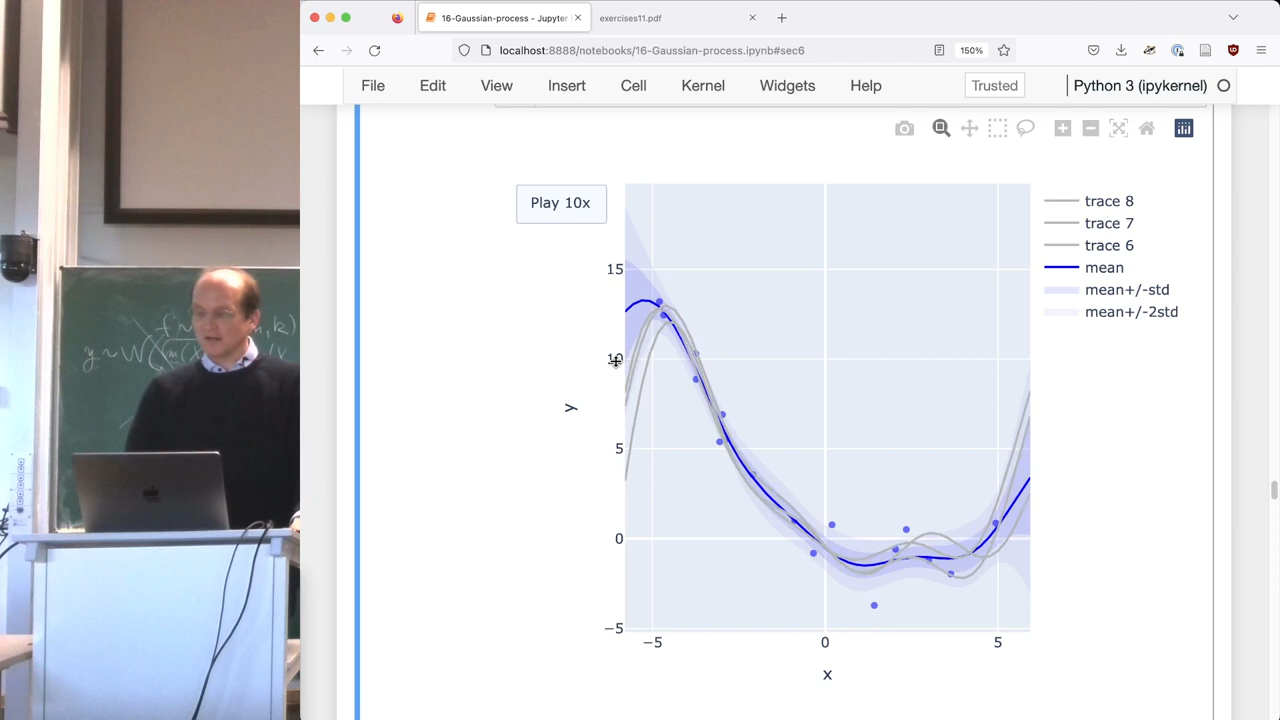 16-Gaussian-process - Jupyter
exercises11.pdf
localhost:8888/notebooks/16-Gaussian-process.ipynb#sec6
150%
File Edit View Insert Cell Kernel Widgets Help
Trusted
Python 3 (ipykernel)
Play 10x
trace 8
trace 7
trace 6
mean
mean+/-std
mean+/-2std
15
10
5
0
−5
y
−5 0 5
x